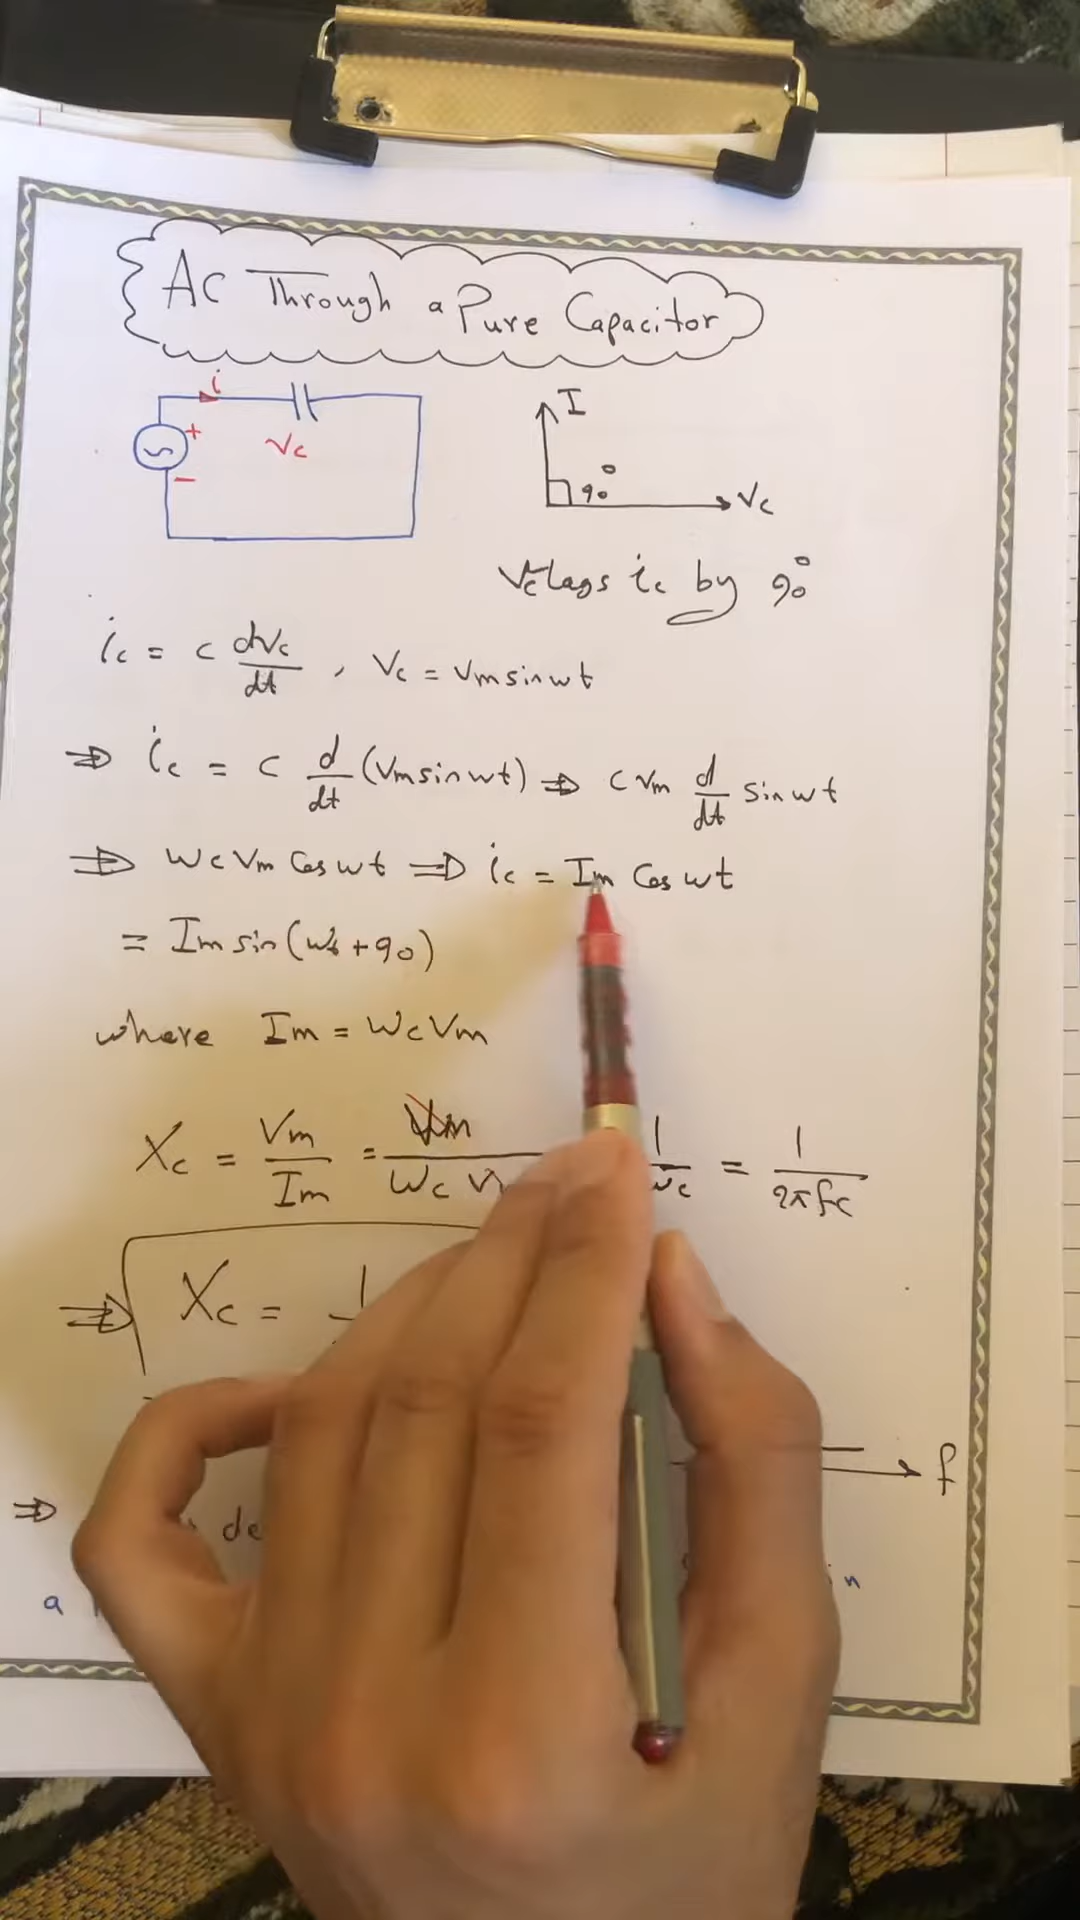 AC Through a Pure Capacitor
i
+
-
Vc
I
90°
Vc
Vc lags ic by 90°
ic = c dVc/dt , Vc = Vm sin wt
⇒ ic = c d/dt (Vm sin wt) ⇒ c Vm d/dt sin wt
⇒ wc Vm Cos wt ⇒ ic = Im Cos wt
= Im sin (wt + 90)
where Im = wc Vm
Xc = Vm/Im = Vm/wc 1/wc = 1/2πfc
⇒ Xc = 1
f
⇒
a